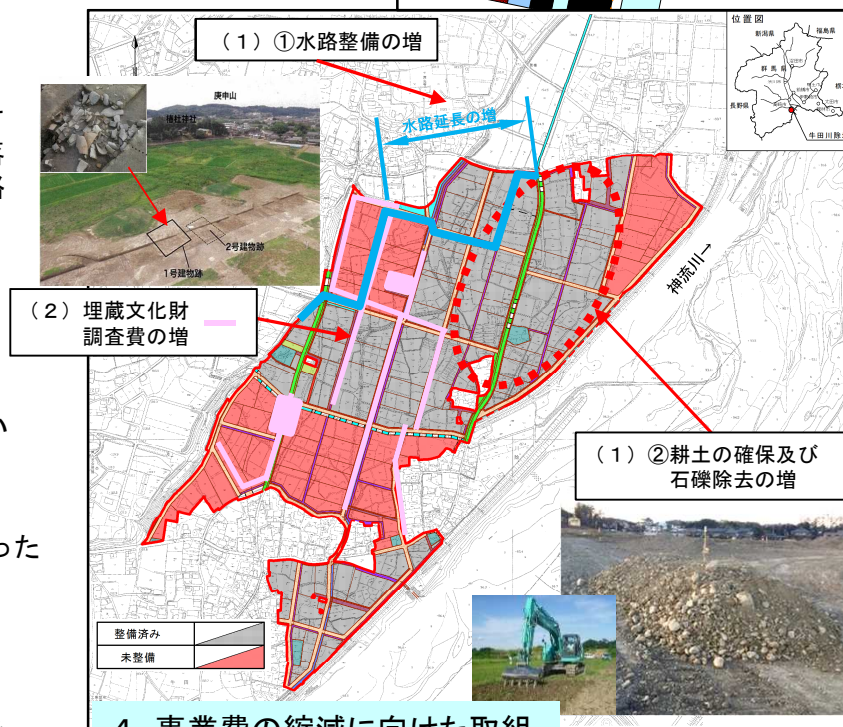 （１）①水路整備の増
位置図
新潟県
福島県
群馬県
長野県
庚申山
水路延長の増
2号建物跡
1号建物跡
神流川→
（２）埋蔵文化財
調査費の増
い
（１）②耕土の確保及び
石礫除去の増
った
整備済み
未整備
４ 事業費の縮減に向けた取組